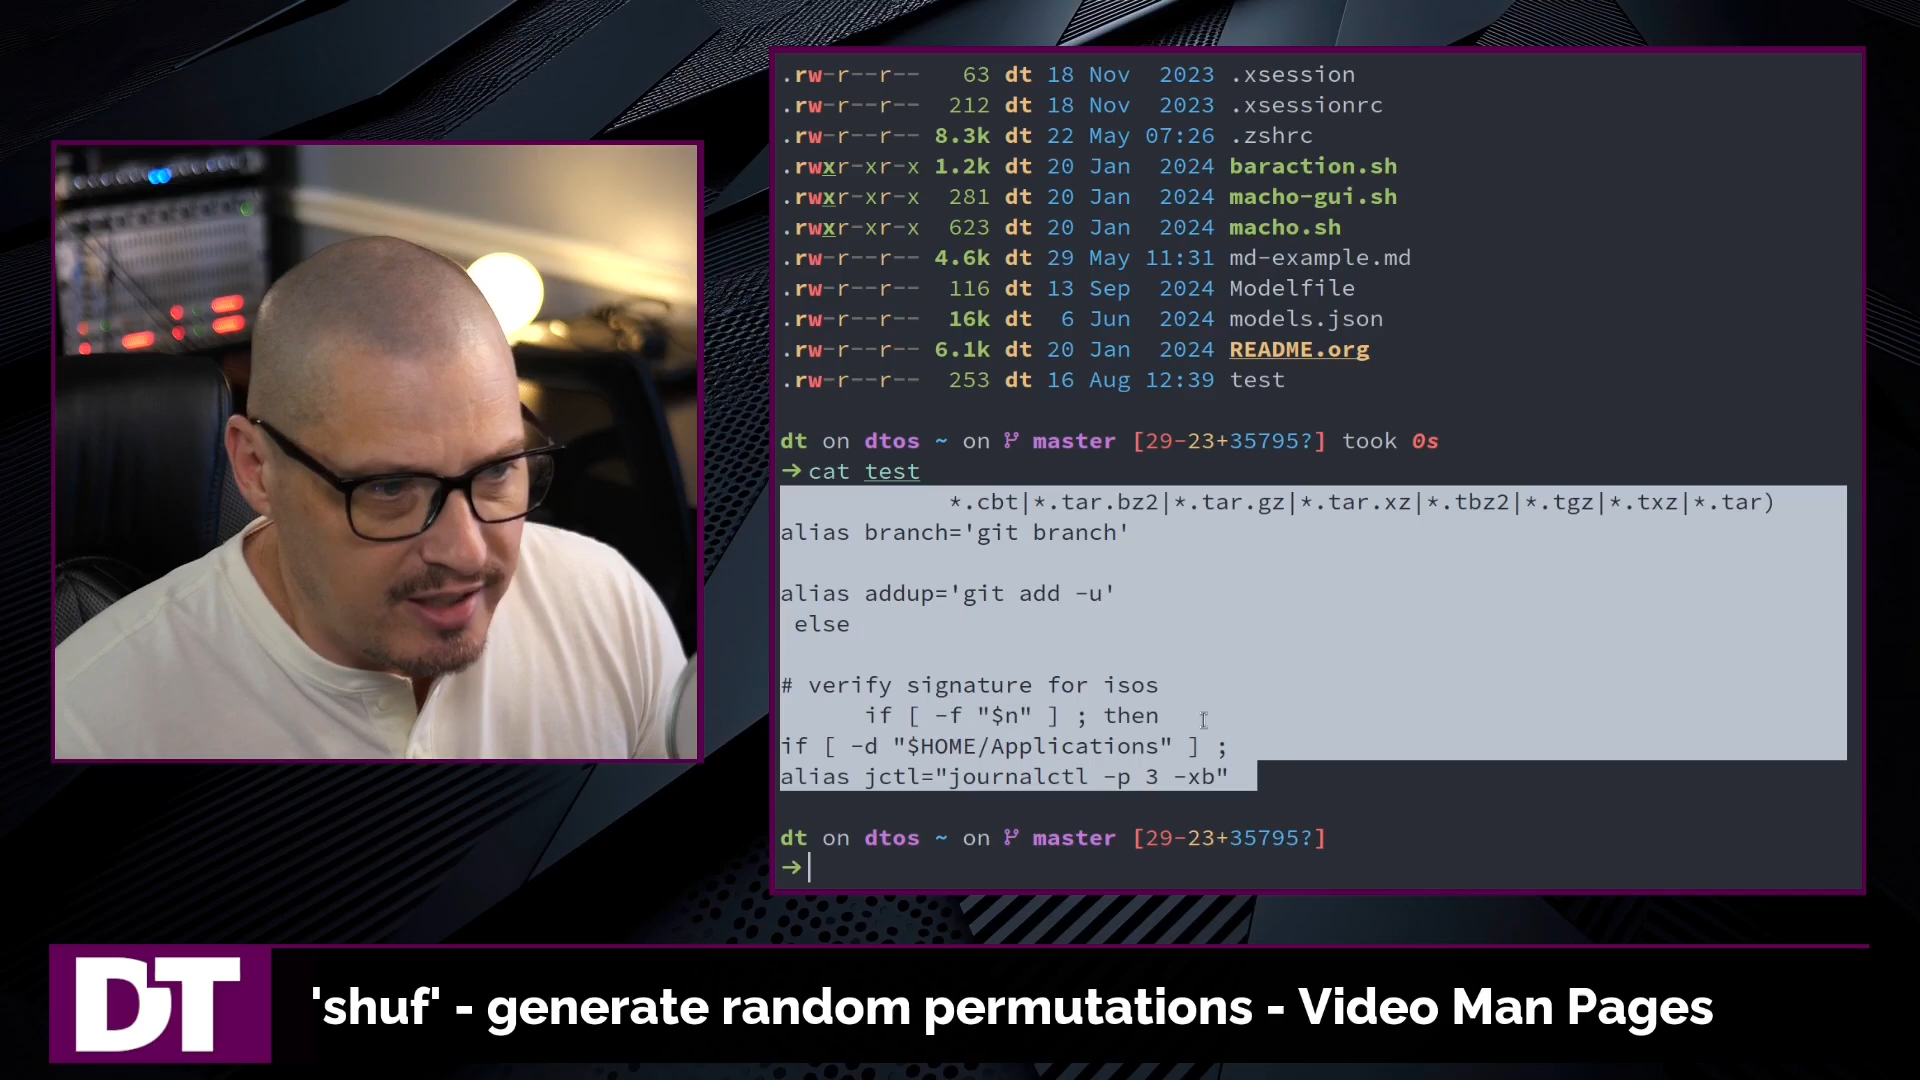 .rw-r--r-- 63 dt 18 Nov 2023 .xsession
.rw-r--r-- 212 dt 18 Nov 2023 .xsessionrc
.rw-r--r-- 8.3k dt 22 May 07:26 .zshrc
.rwxr-xr-x 1.2k dt 20 Jan 2024 baraction.sh
.rwxr-xr-x 281 dt 20 Jan 2024 macho-gui.sh
.rwxr-xr-x 623 dt 20 Jan 2024 macho.sh
.rw-r--r-- 4.6k dt 29 May 11:31 md-example.md
.rw-r--r-- 116 dt 13 Sep 2024 Modelfile
.rw-r--r-- 16k dt 6 Jun 2024 models.json
.rw-r--r-- 6.1k dt 20 Jan 2024 README.org
.rw-r--r-- 253 dt 16 Aug 12:39 test
dt on dtos ~ on master [29-23+35795?] took 0s
→ cat test
*.cbt|*.tar.bz2|*.tar.gz|*.tar.xz|*.tbz2|*.tgz|*.txz|*.tar)
alias branch='git branch'
alias addup='git add -u'
else
# verify signature for isos
if [ -f "$n" ] ; then
if [ -d "$HOME/Applications" ] ;
alias jctl="journalctl -p 3 -xb"
dt on dtos ~ on master [29-23+35795?]
→
DT
'shuf' - generate random permutations - Video Man Pages